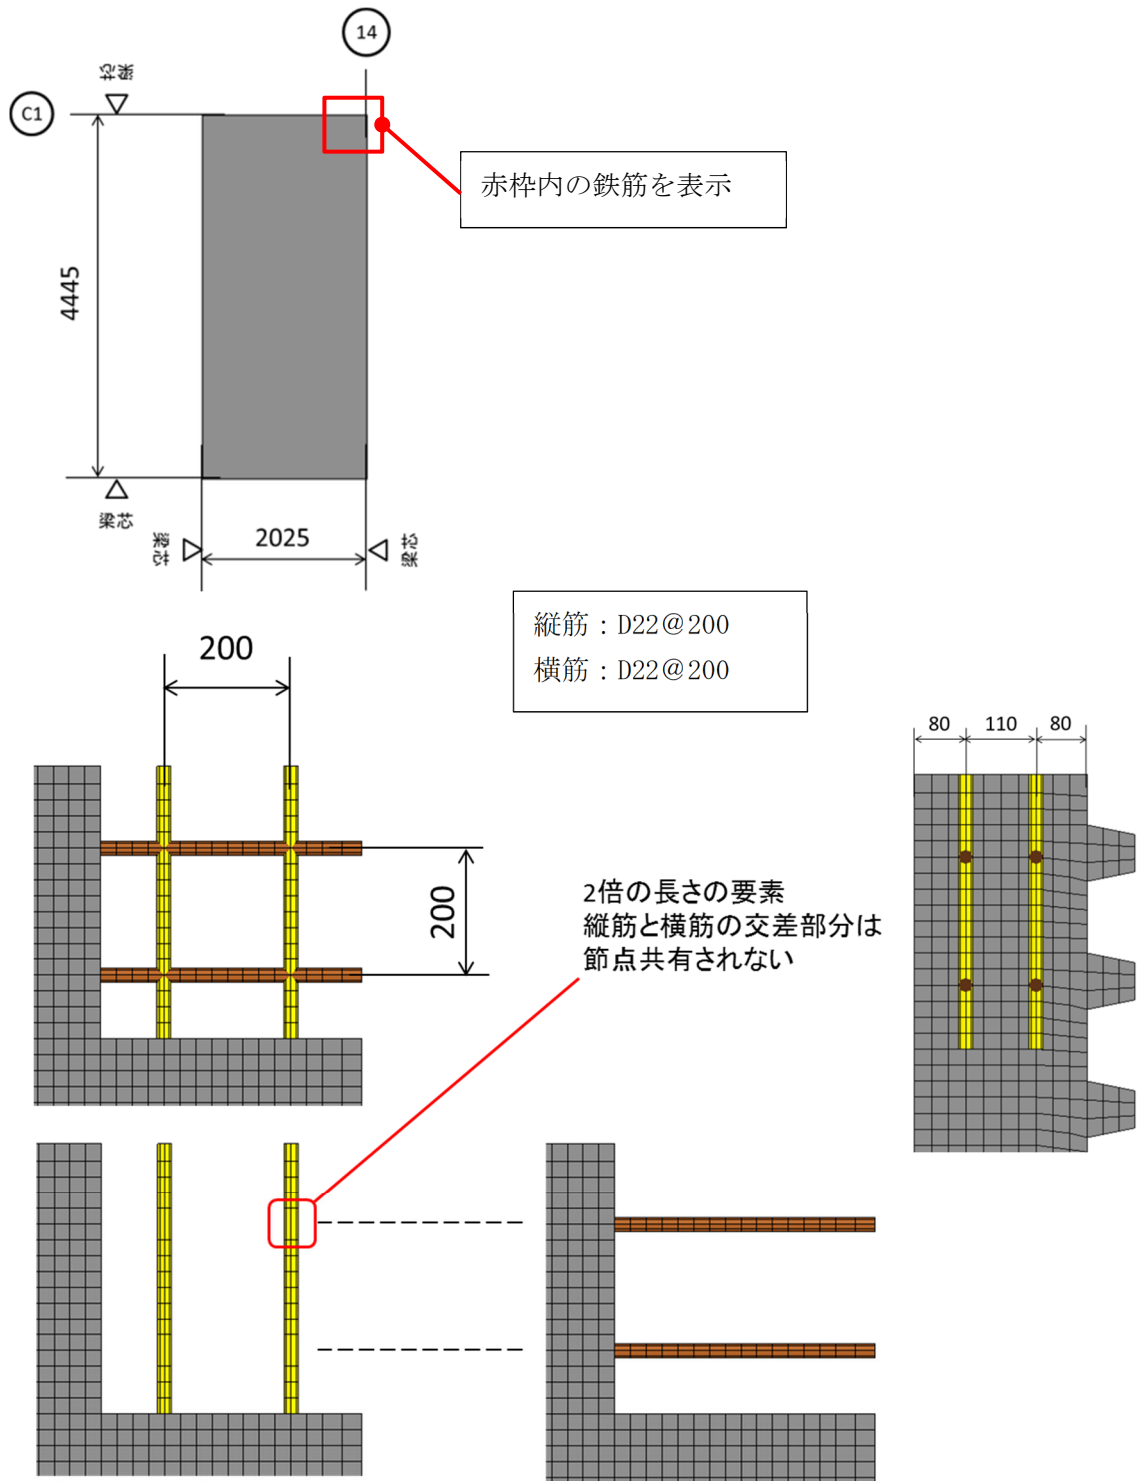 14
梁芯
C1
赤枠内の鉄筋を表示
4445
梁芯
梁芯
2025
梁芯
縦筋：D22＠200
横筋：D22＠200
200
80 110 80
200
2倍の長さの要素
縦筋と横筋の交差部分は
節点共有されない